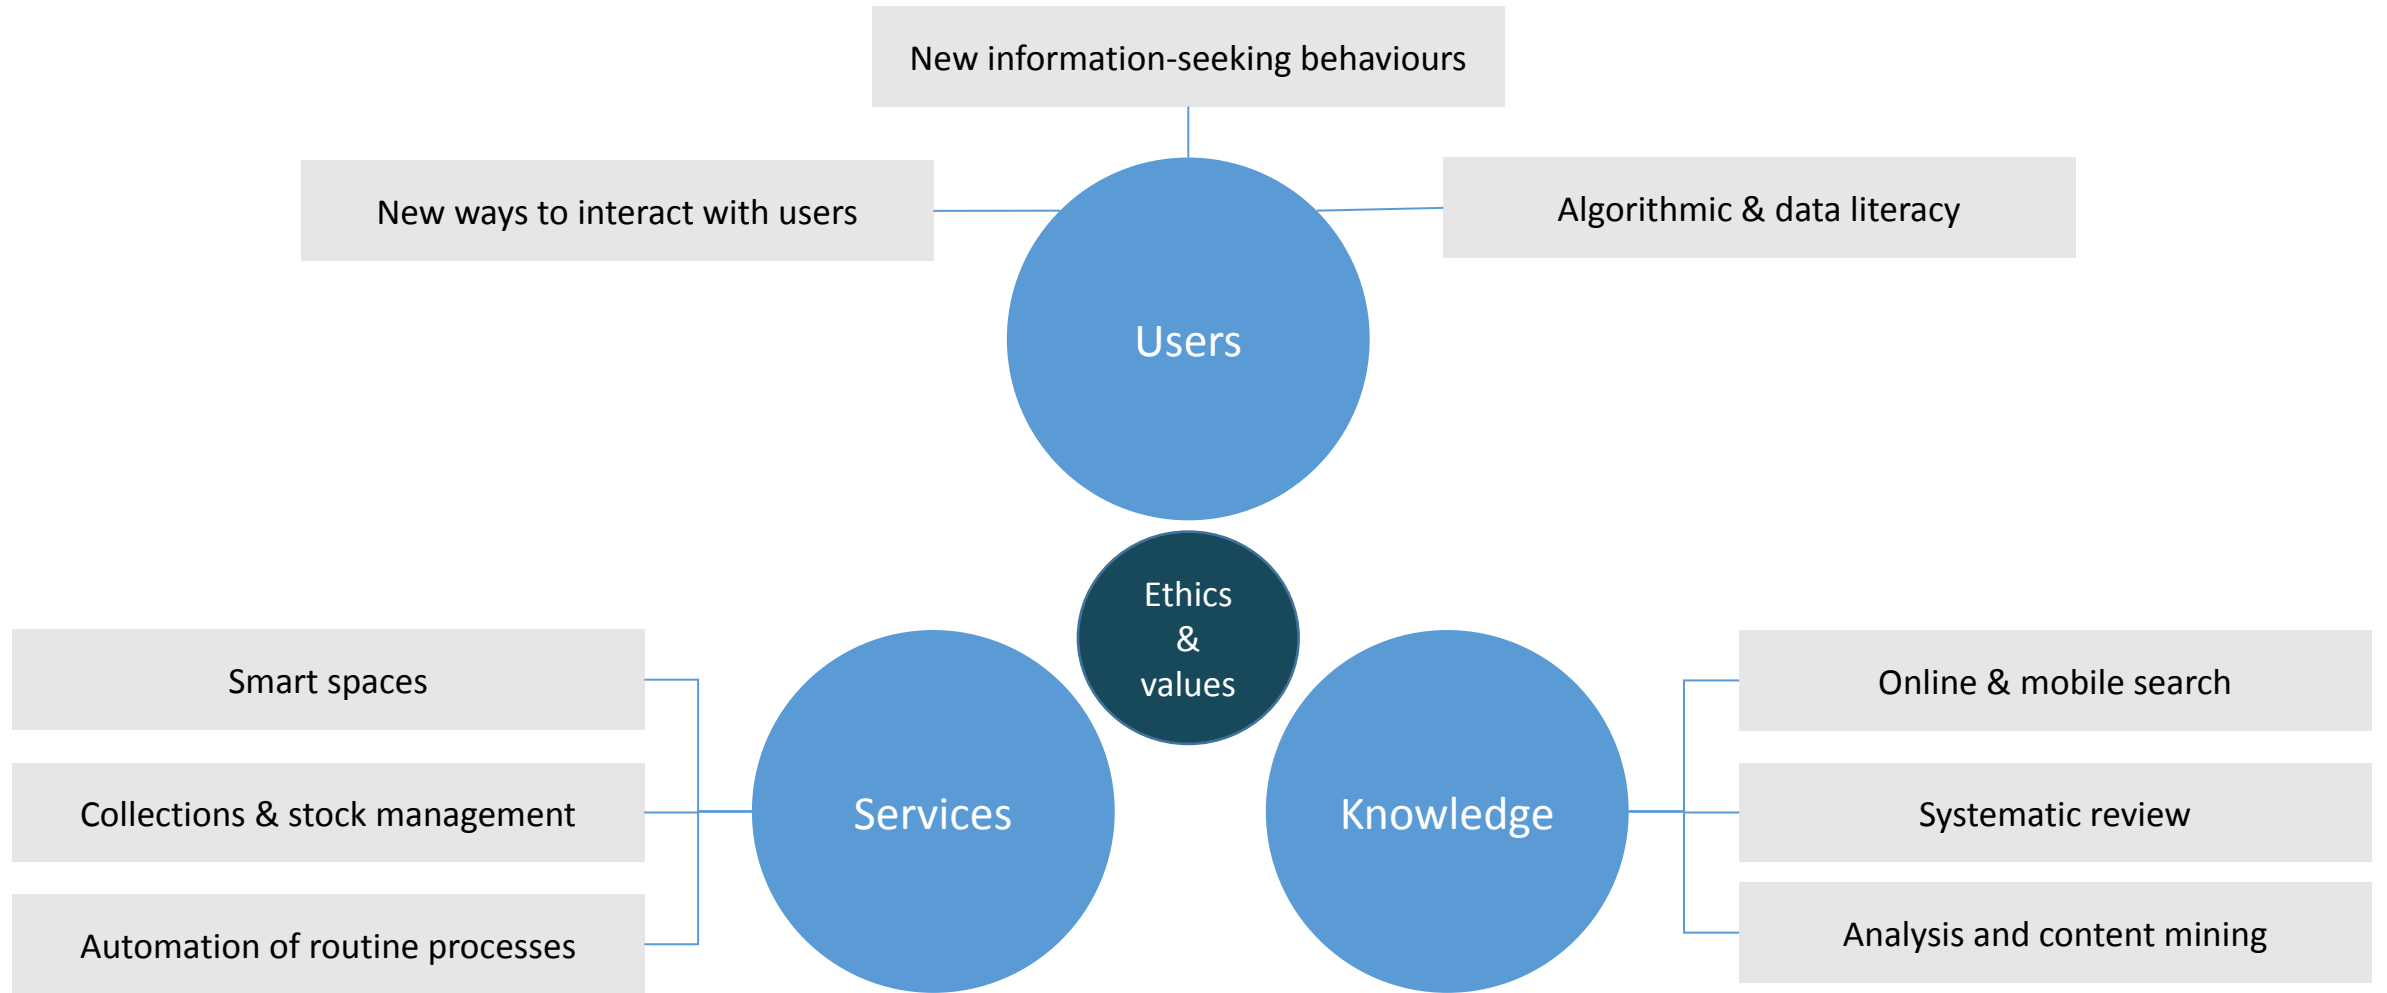 New information-seeking behaviours
New ways to interact with users
Algorithmic & data literacy
Users
Ethics
&
values
Smart spaces
Collections & stock management
Automation of routine processes
Services
Knowledge
Online & mobile search
Systematic review
Analysis and content mining